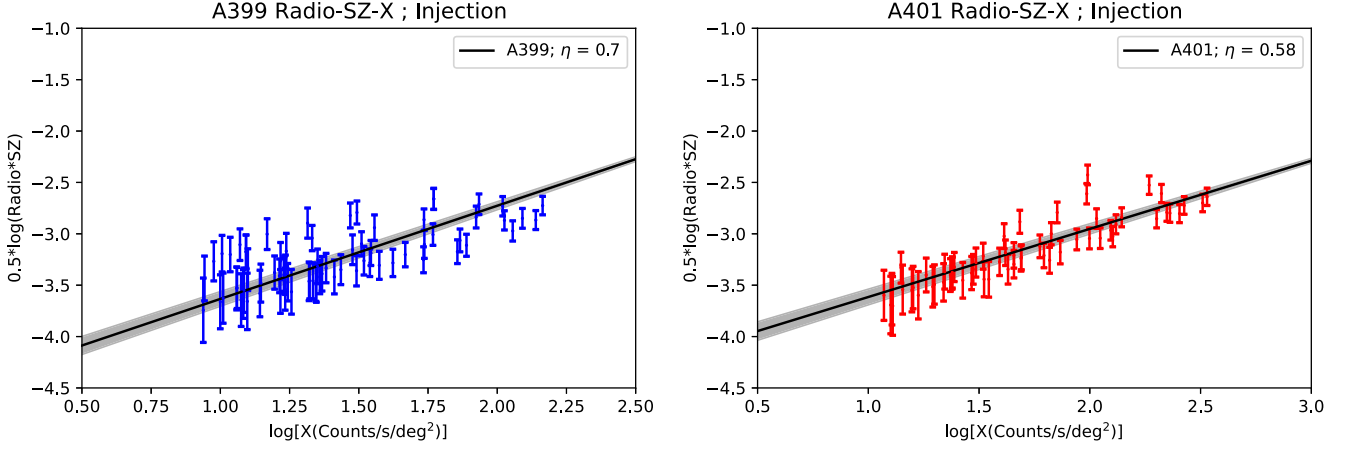 A399 Radio-SZ-X ; Injection
A399; η = 0.7
−1.0
−1.5
−2.0
−2.5
−3.0
−3.5
−4.0
−4.5
0.5*log(Radio*SZ)
0.50 0.75 1.00 1.25 1.50 1.75 2.00 2.25 2.50
log[X(Counts/s/deg²)]
A401 Radio-SZ-X ; Injection
A401; η = 0.58
−1.0
−1.5
−2.0
−2.5
−3.0
−3.5
−4.0
−4.5
0.5*log(Radio*SZ)
0.5 1.0 1.5 2.0 2.5 3.0
log[X(Counts/s/deg²)]